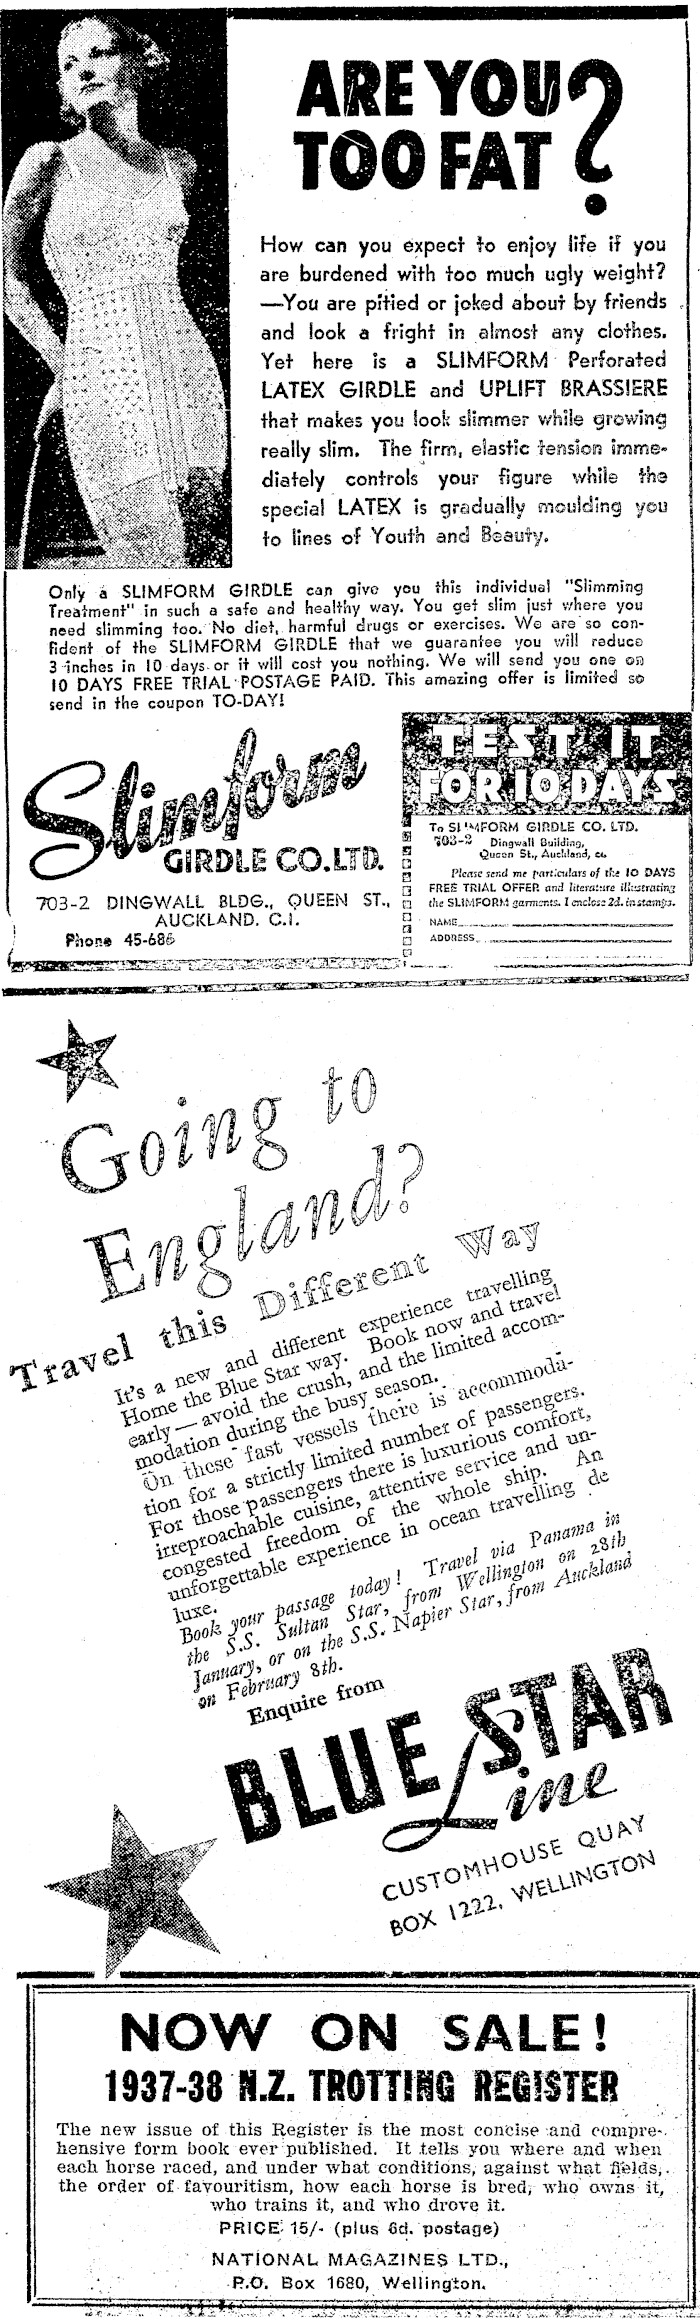 ARE YOU
TOO FAT?
How can you expect to enjoy life if you
are burdened with too much ugly weight?
—You are pitied or joked about by friends
and look a fright in almost any clothes.
Yet here is a SLIMFORM Perforated
LATEX GIRDLE and UPLIFT BRASSIERE
that makes you look slimmer while growing
really slim. The firm, elastic tension imme-
diately controls your figure while the
special LATEX is gradually moulding you
to lines of Youth and Beauty.
Only a SLIMFORM GIRDLE can give you this individual "Slimming
Treatment" in such a safe and healthy way. You get slim just where you
need slimming too. No diet, harmful drugs or exercises. We are so con-
fident of the SLIMFORM GIRDLE that we guarantee you will reduce
3 inches in 10 days or it will cost you nothing. We will send you one on
10 DAYS FREE TRIAL POSTAGE PAID. This amazing offer is limited so
send in the coupon TO-DAY!
Slimform
GIRDLE CO. LTD.
703-2 DINGWALL BLDG., QUEEN ST.,
AUCKLAND. C.I.
Phone 45-686
TEST IT
FOR 10 DAYS
To SLIMFORM GIRDLE CO. LTD.
703-2 Dingwall Building,
Queen St., Auckland, c.
Please send me particulars of the 10 DAYS
FREE TRIAL OFFER and literature illustrating
the SLIMFORM garments. I enclose 2d. in stamps.
NAME
ADDRESS
Going to
England?
Travel this Different Way
It's a new and different experience travelling
Home the Blue Star way. Book now and travel
early—avoid the crush, and the limited accom-
modation during the busy season.
On these fast vessels there is accommoda-
tion for a strictly limited number of passengers.
For those passengers there is luxurious comfort,
irreproachable cuisine, attentive service and un-
congested freedom of the whole ship. An
unforgettable experience in ocean travelling de
luxe.
Book your passage today! Travel via Panama in
the S.S. Sultan Star, from Wellington on 28th
January, or on the S.S. Napier Star, from Auckland
on February 8th.
Enquire from
BLUE STAR
Line
CUSTOMHOUSE QUAY
BOX 1222, WELLINGTON
NOW ON SALE!
1937-38 N.Z. TROTTING REGISTER
The new issue of this Register is the most concise and compre-
hensive form book ever published. It tells you where and when
each horse raced, and under what conditions, against what fields,
the order of favouritism, how each horse is bred, who owns it,
who trains it, and who drove it.
PRICE 15/- (plus 6d. postage)
NATIONAL MAGAZINES LTD.,
P.O. Box 1680, Wellington.